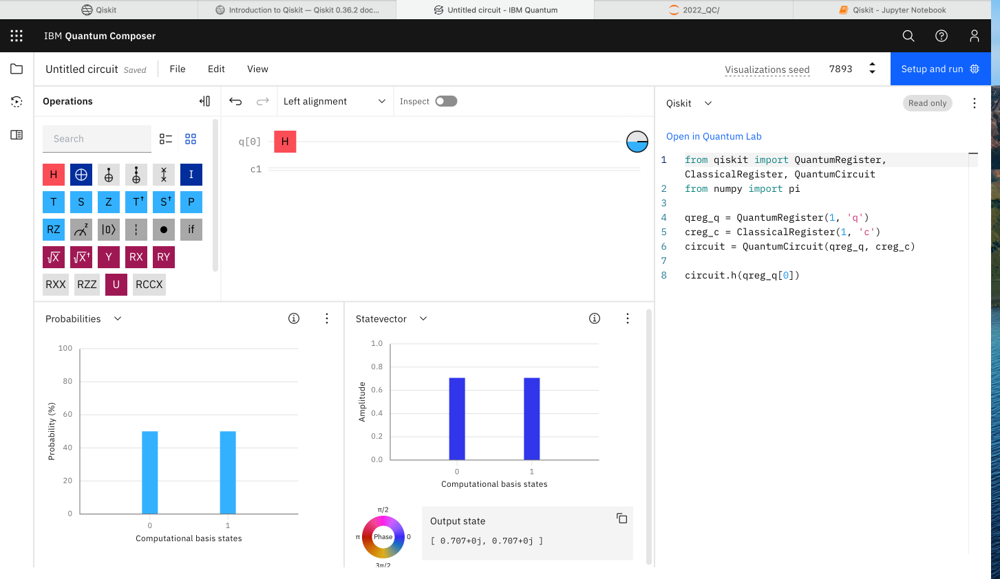 Qiskit
Introduction to Qiskit — Qiskit 0.36.2 doc...
Untitled circuit - IBM Quantum
2022_QC/
Qiskit - Jupyter Notebook
IBM Quantum Composer
Untitled circuit Saved
File
Edit
View
Visualizations seed
7893
Setup and run
Operations
Left alignment
Inspect
Search
H
I
T S Z T† S† P
RZ z |0⟩ if
√X √X† Y RX RY
RXX RZZ U RCCX
q[0] H
c1
Qiskit
Read only
Open in Quantum Lab
1 from qiskit import QuantumRegister,
ClassicalRegister, QuantumCircuit
2 from numpy import pi
3
4 qreg_q = QuantumRegister(1, 'q')
5 creg_c = ClassicalRegister(1, 'c')
6 circuit = QuantumCircuit(qreg_q, creg_c)
7
8 circuit.h(qreg_q[0])
Probabilities
Probability (%)
100
80
60
40
20
0
0 1
Computational basis states
Statevector
Amplitude
1.0
0.8
0.6
0.4
0.2
0.0
0 1
Computational basis states
π/2
π Phase 0
3π/2
Output state
[ 0.707+0j, 0.707+0j ]